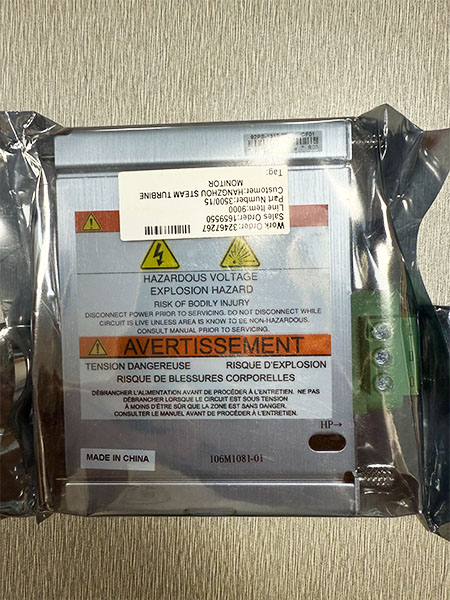 Work Order:32467267
Sales Order:1659550
Line Item:9000
Part Number:3500/15
Customer:HANGZHOU STEAM TURBINE
MONITOR
Tag:
HAZARDOUS VOLTAGE
EXPLOSION HAZARD
RISK OF BODILY INJURY
DISCONNECT POWER PRIOR TO SERVICING. DO NOT DISCONNECT WHILE
CIRCUIT IS LIVE UNLESS AREA IS KNOW TO BE NON-HAZARDOUS.
CONSULT MANUAL PRIOR TO SERVICING.
AVERTISSEMENT
TENSION DANGEREUSE RISQUE D'EXPLOSION
RISQUE DE BLESSURES CORPORELLES
DÉBRANCHER L'ALIMENTATION AVANT DE PROCÉDER À L'ENTRETIEN. NE PAS
DÉBRANCHER LORSQUE LE CIRCUIT EST SOUS TENSION
À MOINS D'ÊTRE SÛR QUE LA ZONE EST SANS DANGER.
CONSULTER LE MANUEL AVANT DE PROCÉDER À L'ENTRETIEN.
HP→
MADE IN CHINA
106M1081-01